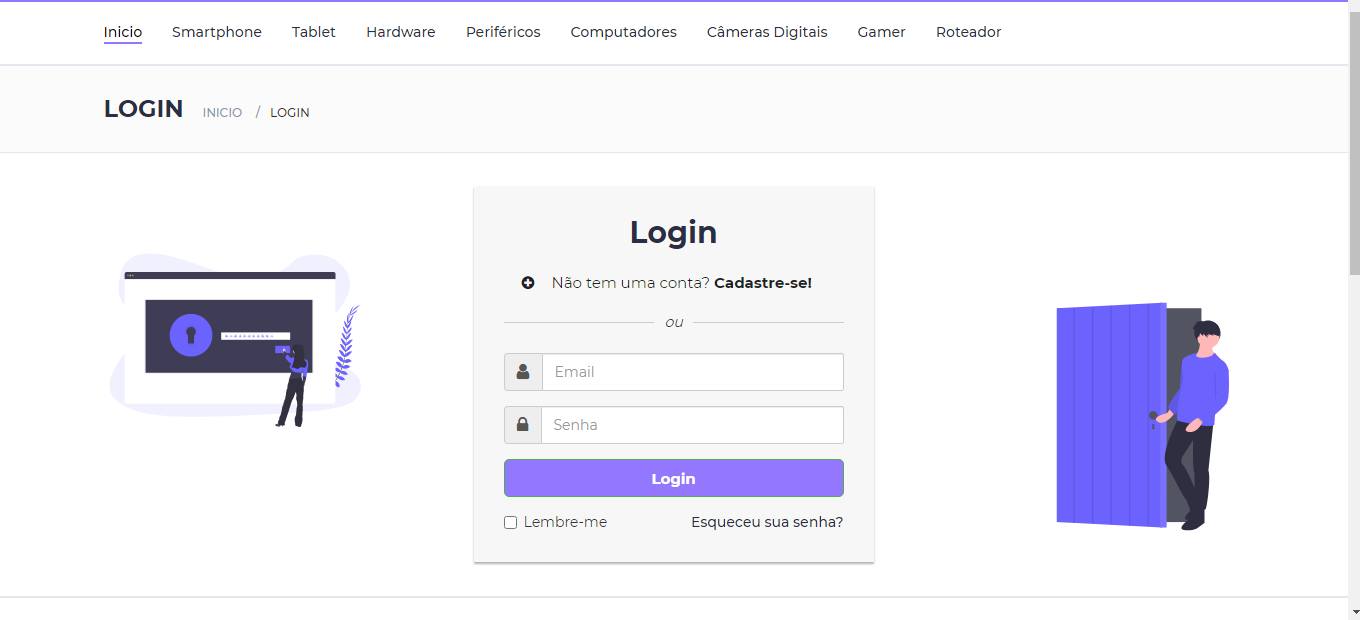 Inicio Smartphone Tablet Hardware Periféricos Computadores Câmeras Digitais Gamer Roteador
LOGIN INICIO / LOGIN
Login
Não tem uma conta? Cadastre-se!
ou
Email
Senha
Login
Lembre-me Esqueceu sua senha?